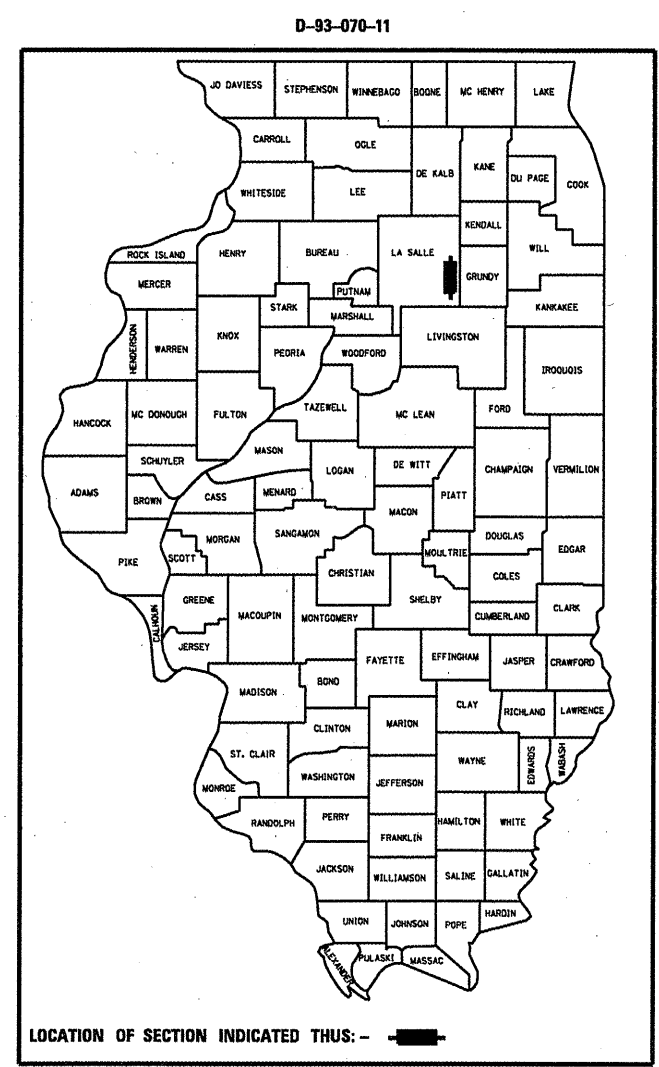 D-93-070-11
JO DAVIESS
STEPHENSON
WINNEBAGO
BOONE
MC HENRY
LAKE
CARROLL
OGLE
DE KALB
KANE
DU PAGE
COOK
WHITESIDE
LEE
KENDALL
ROCK ISLAND
HENRY
BUREAU
LA SALLE
WILL
GRUNDY
MERCER
PUTNAM
STARK
MARSHALL
KANKAKEE
HENDERSON
WARREN
KNOX
PEORIA
WOODFORD
LIVINGSTON
IROQUOIS
HANCOCK
MC DONOUGH
FULTON
TAZEWELL
MC LEAN
FORD
SCHUYLER
MASON
LOGAN
DE WITT
CHAMPAIGN
VERMILION
ADAMS
BROWN
CASS
MENARD
MACON
PIATT
PIKE
SCOTT
MORGAN
SANGAMON
CHRISTIAN
MOULTRIE
DOUGLAS
EDGAR
COLES
CALHOUN
GREENE
MACOUPIN
MONTGOMERY
SHELBY
CUMBERLAND
CLARK
JERSEY
MADISON
BOND
FAYETTE
EFFINGHAM
JASPER
CRAWFORD
CLINTON
MARION
CLAY
RICHLAND
LAWRENCE
ST. CLAIR
MONROE
WASHINGTON
JEFFERSON
WAYNE
EDWARDS
WABASH
RANDOLPH
PERRY
FRANKLIN
HAMILTON
WHITE
JACKSON
WILLIAMSON
SALINE
GALLATIN
UNION
JOHNSON
POPE
HARDIN
ALEXANDER
PULASKI
MASSAC
LOCATION OF SECTION INDICATED THUS: -